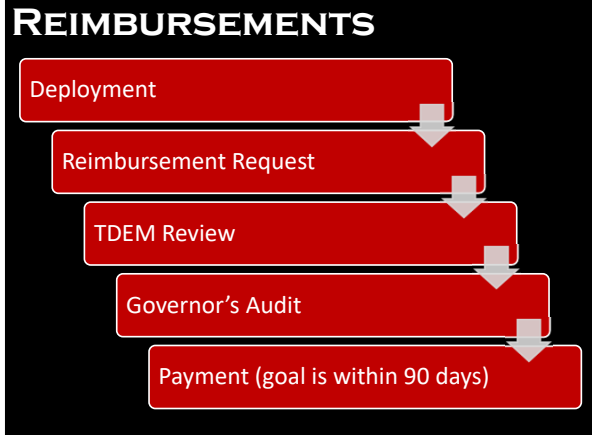 REIMBURSEMENTS
Deployment
Reimbursement Request
TDEM Review
Governor’s Audit
Payment (goal is within 90 days)